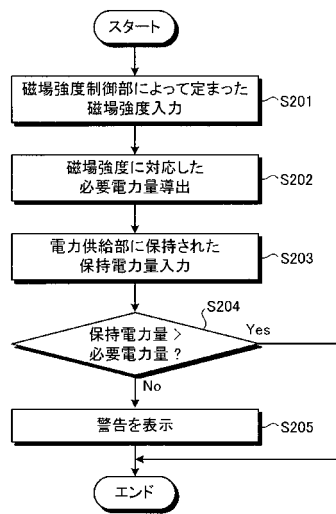 スタート
磁場強度制御部によって定まった
磁場強度入力
S201
磁場強度に対応した
必要電力量導出
S202
電力供給部に保持された
保持電力量入力
S203
S204
保持電力量>
必要電力量?
Yes
No
警告を表示
S205
エンド